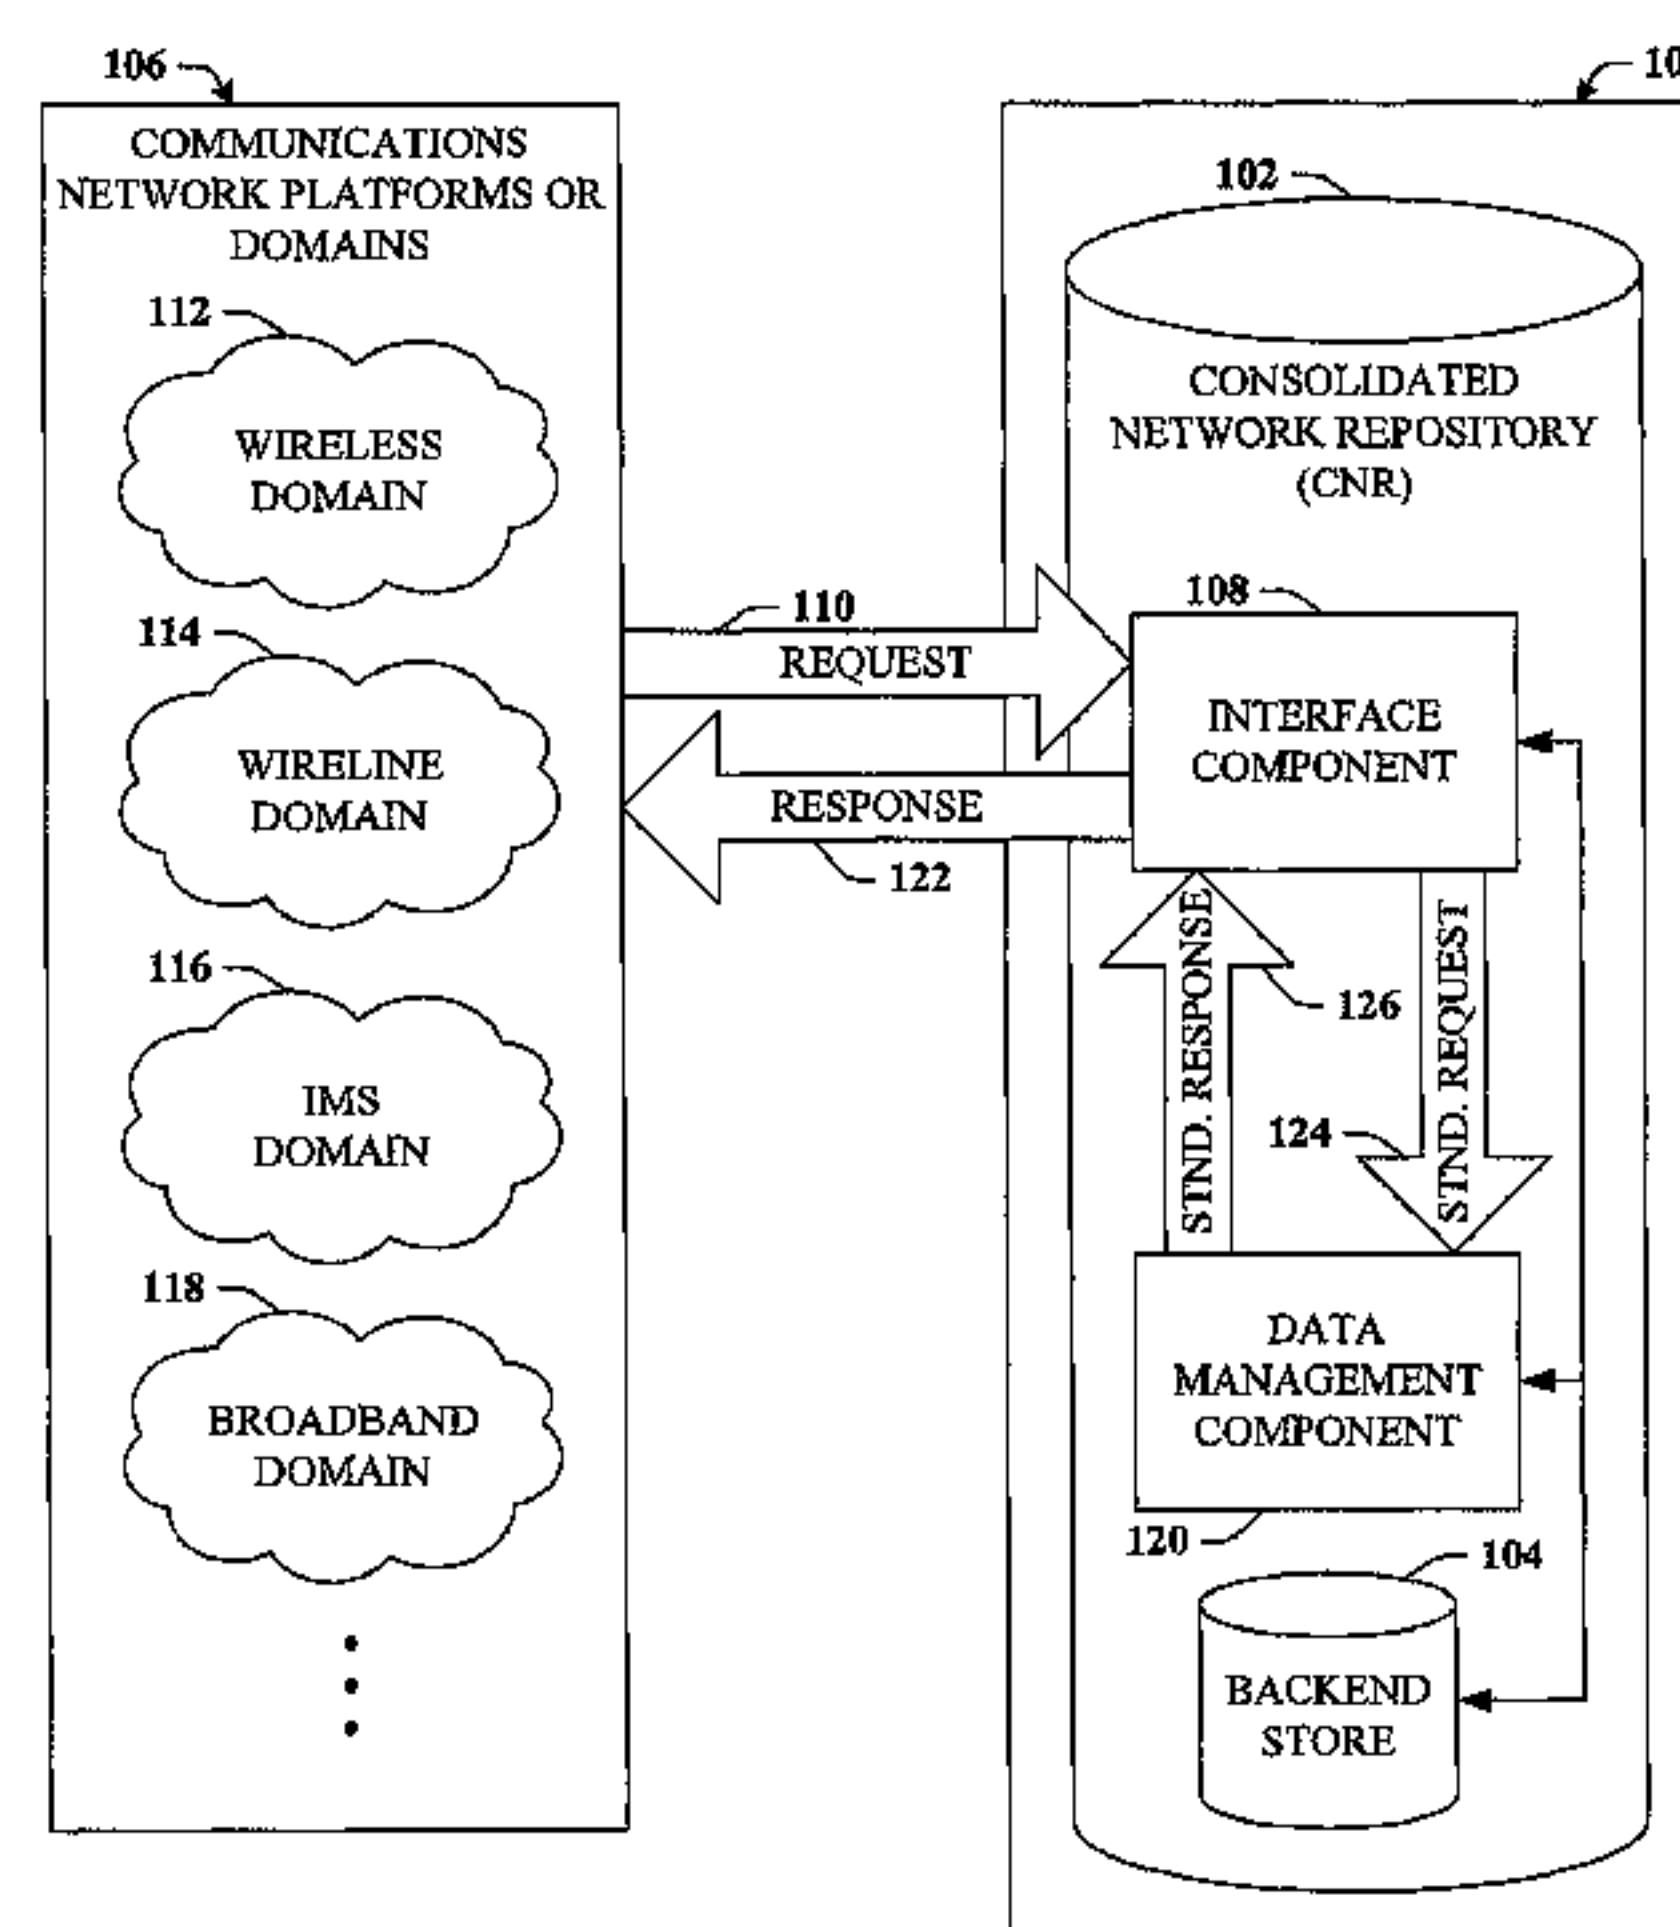 106
COMMUNICATIONS
NETWORK PLATFORMS OR
DOMAINS
112
WIRELESS
DOMAIN
114
WIRELINE
DOMAIN
116
IMS
DOMAIN
118
BROADBAND
DOMAIN
110
REQUEST
RESPONSE
122
102
CONSOLIDATED
NETWORK REPOSITORY
(CNR)
108
INTERFACE
COMPONENT
STND. RESPONSE
126
STND. REQUEST
124
DATA
MANAGEMENT
COMPONENT
120
104
BACKEND
STORE